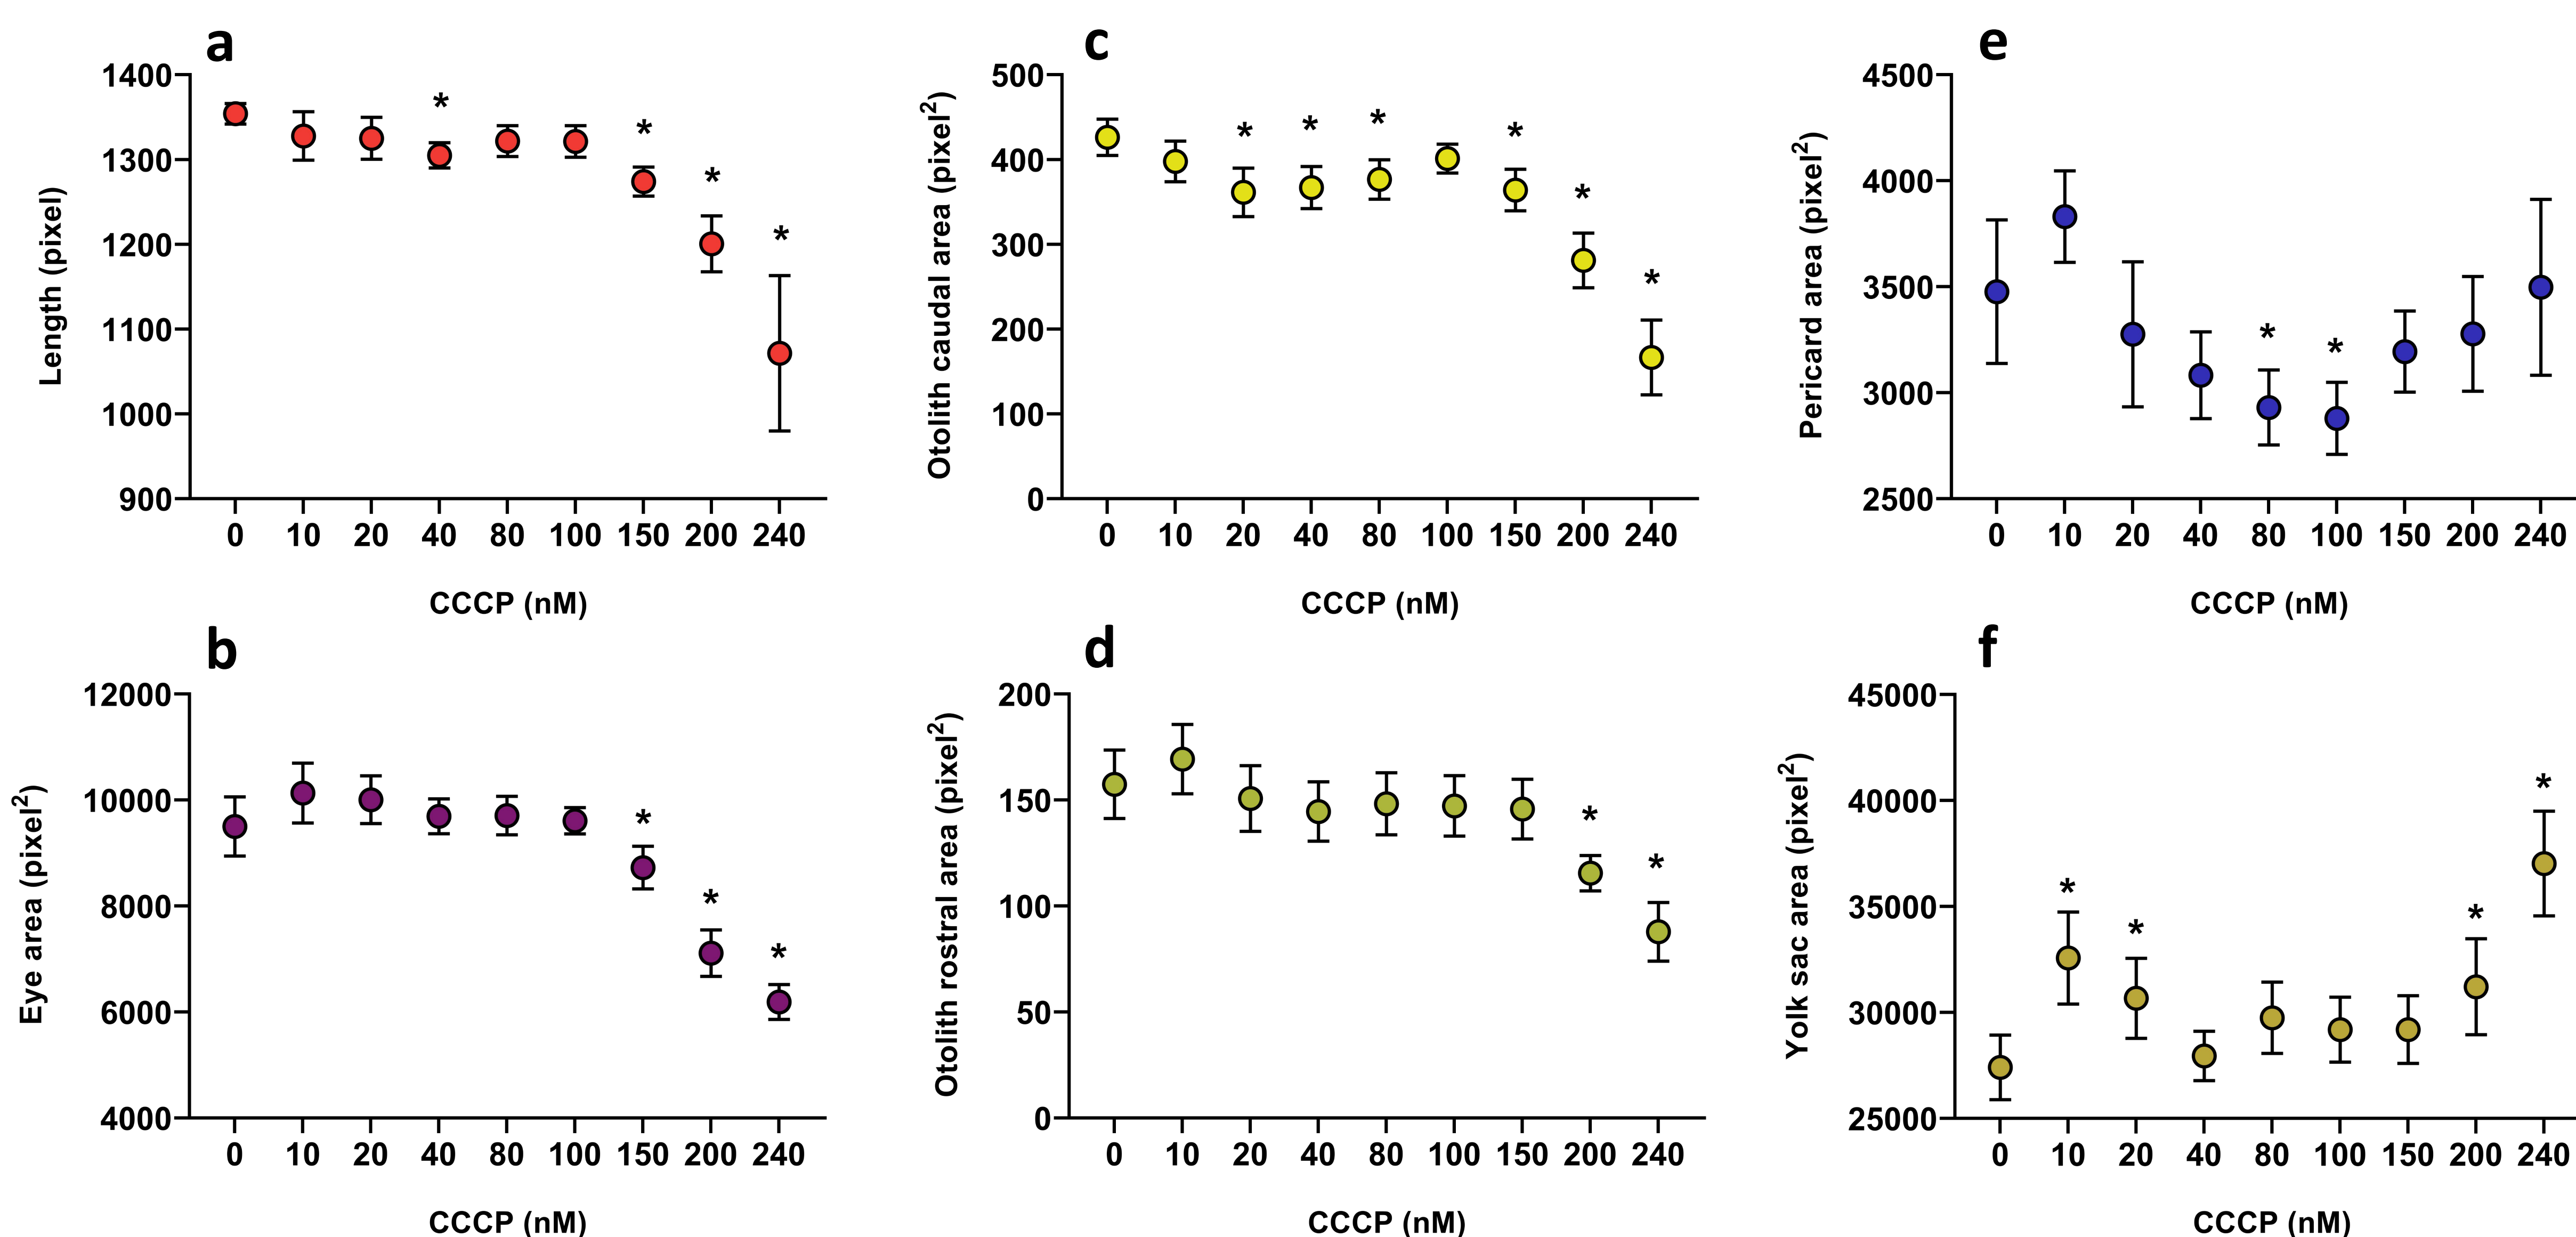 a
1400
1300
1200
1100
1000
900
Length (pixel)
*
*
*
*
0 10 20 40 80 100 150 200 240
CCCP (nM)
c
500
400
300
200
100
0
Otolith caudal area (pixel²)
*
*
*
*
*
*
0 10 20 40 80 100 150 200 240
CCCP (nM)
e
4500
4000
3500
3000
2500
Pericard area (pixel²)
*
*
0 10 20 40 80 100 150 200 240
CCCP (nM)
b
12000
10000
8000
6000
4000
Eye area (pixel²)
*
*
*
0 10 20 40 80 100 150 200 240
CCCP (nM)
d
200
150
100
50
0
Otolith rostral area (pixel²)
*
*
0 10 20 40 80 100 150 200 240
CCCP (nM)
f
45000
40000
35000
30000
25000
Yolk sac area (pixel²)
*
*
*
*
0 10 20 40 80 100 150 200 240
CCCP (nM)